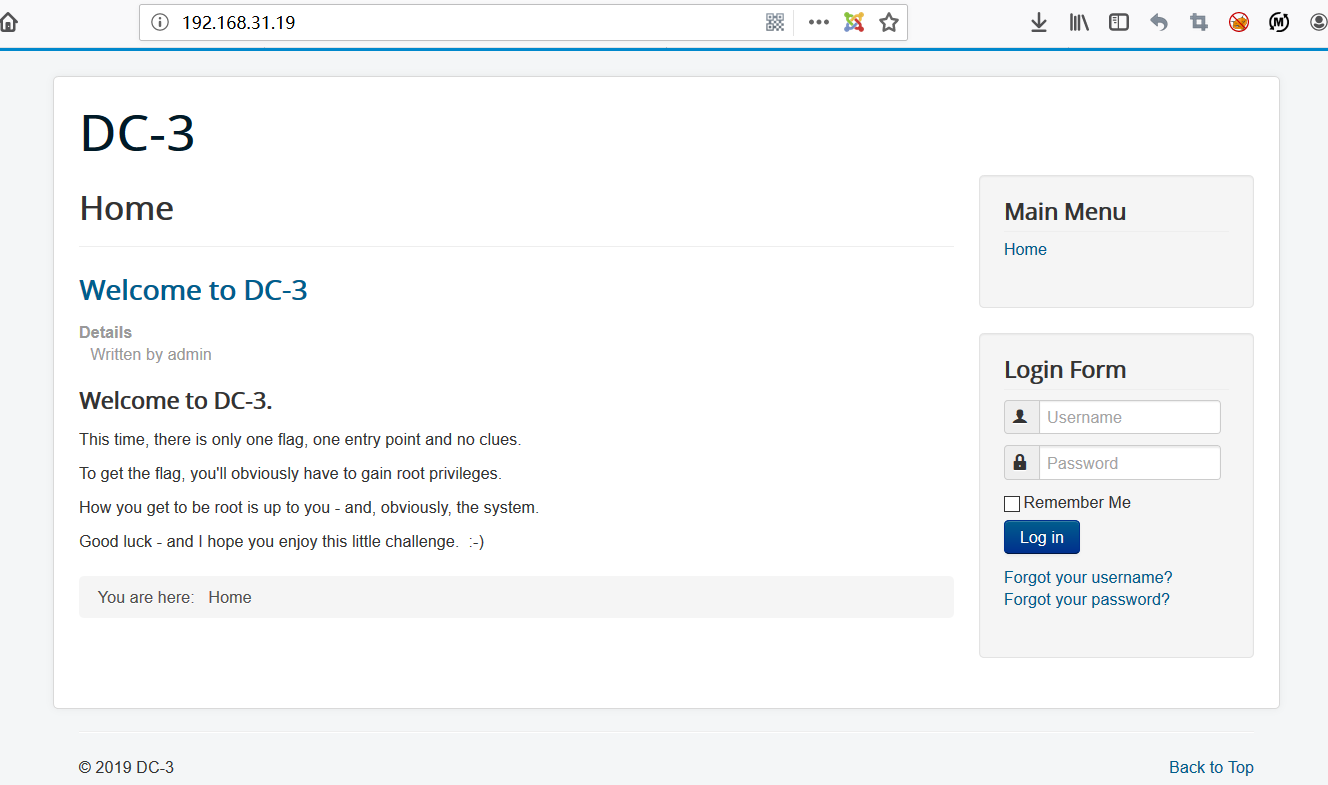 192.168.31.19
DC-3
Home
Welcome to DC-3
Details
Written by admin
Welcome to DC-3.
This time, there is only one flag, one entry point and no clues.
To get the flag, you'll obviously have to gain root privileges.
How you get to be root is up to you - and, obviously, the system.
Good luck - and I hope you enjoy this little challenge.  :-)
You are here: Home
Main Menu
Home
Login Form
Username
Password
Remember Me
Log in
Forgot your username?
Forgot your password?
© 2019 DC-3
Back to Top